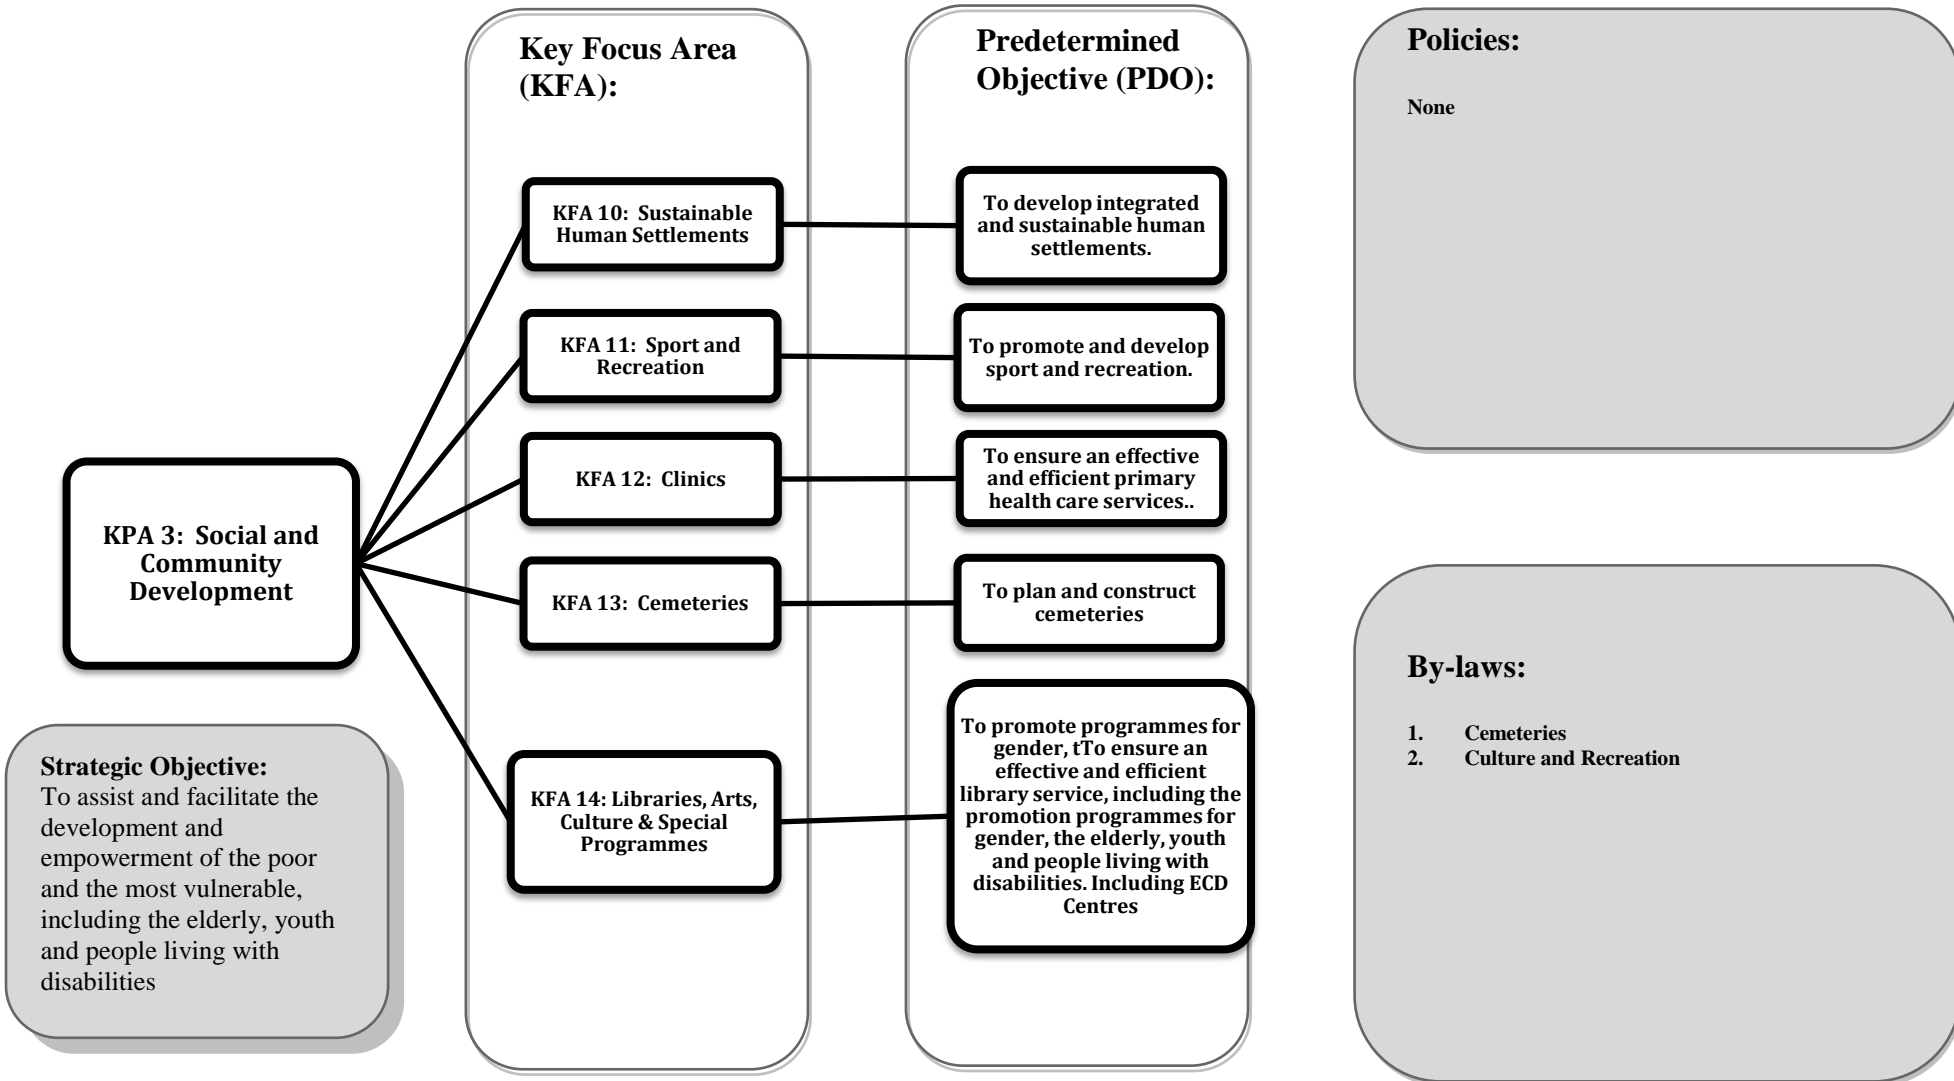 Key Focus Area
(KFA):
Predetermined
Objective (PDO):
Policies:
None
KPA 3:  Social and
Community
Development
Strategic Objective:
To assist and facilitate the
development and
empowerment of the poor
and the most vulnerable,
including the elderly, youth
and people living with
disabilities
KFA 10:  Sustainable
Human Settlements
To develop integrated
and sustainable human
settlements.
KFA 11:  Sport and
Recreation
To promote and develop
sport and recreation.
KFA 12:  Clinics
To ensure an effective
and efficient primary
health care services..
KFA 13:  Cemeteries
To plan and construct
cemeteries
KFA 14: Libraries, Arts,
Culture & Special
Programmes
To promote programmes for
gender, tTo ensure an
effective and efficient
library service, including the
promotion programmes for
gender, the elderly, youth
and people living with
disabilities. Including ECD
Centres
By-laws:
1. Cemeteries
2. Culture and Recreation